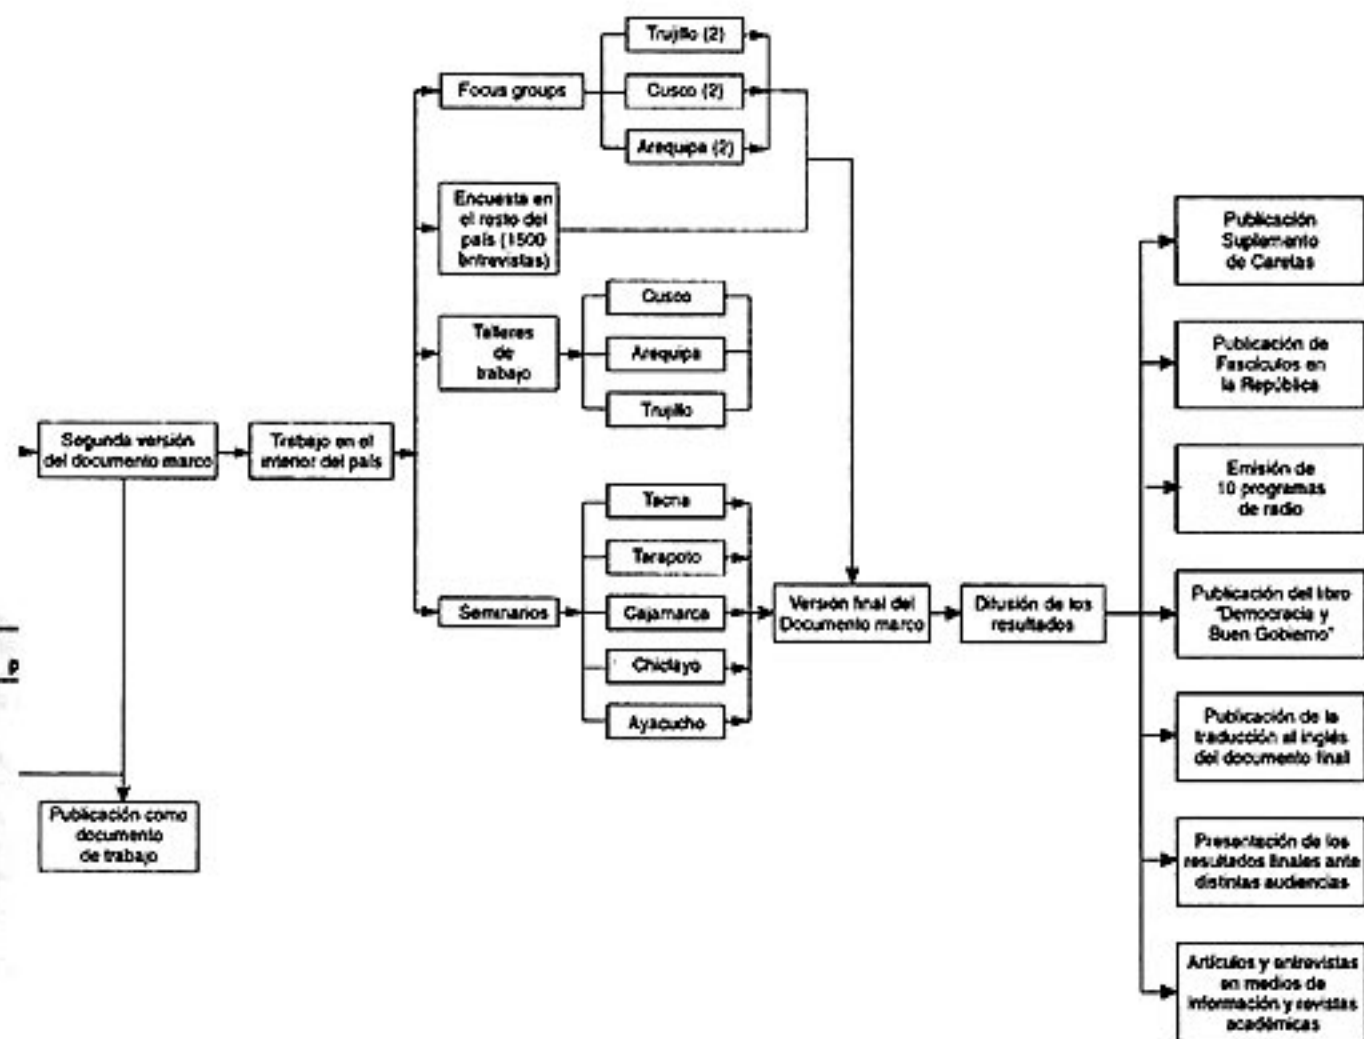 Trujillo (2)
Focus groups
Cusco (2)
Arequipa (2)
Encuesta en
el resto del
país (1500
entrevistas)
Cusco
Talleres
de
trabajo
Arequipa
Trujillo
Segunda versión
del documento marco
Trabajo en el
interior del país
Tacna
Tarapoto
Seminarios
Cajamarca
Chiclayo
Ayacucho
Versión final del
Documento marco
Difusión de los
resultados
P
Publicación como
documento
de trabajo
Publicación
Suplemento
de Caretas
Publicación de
Fascículos en
la República
Emisión de
10 programas
de radio
Publicación del libro
"Democracia y
Buen Gobierno"
Publicación de la
traducción al inglés
del documento final
Presentación de los
resultados finales ante
distintas audiencias
Artículos y entrevistas
en medios de
información y revistas
académicas